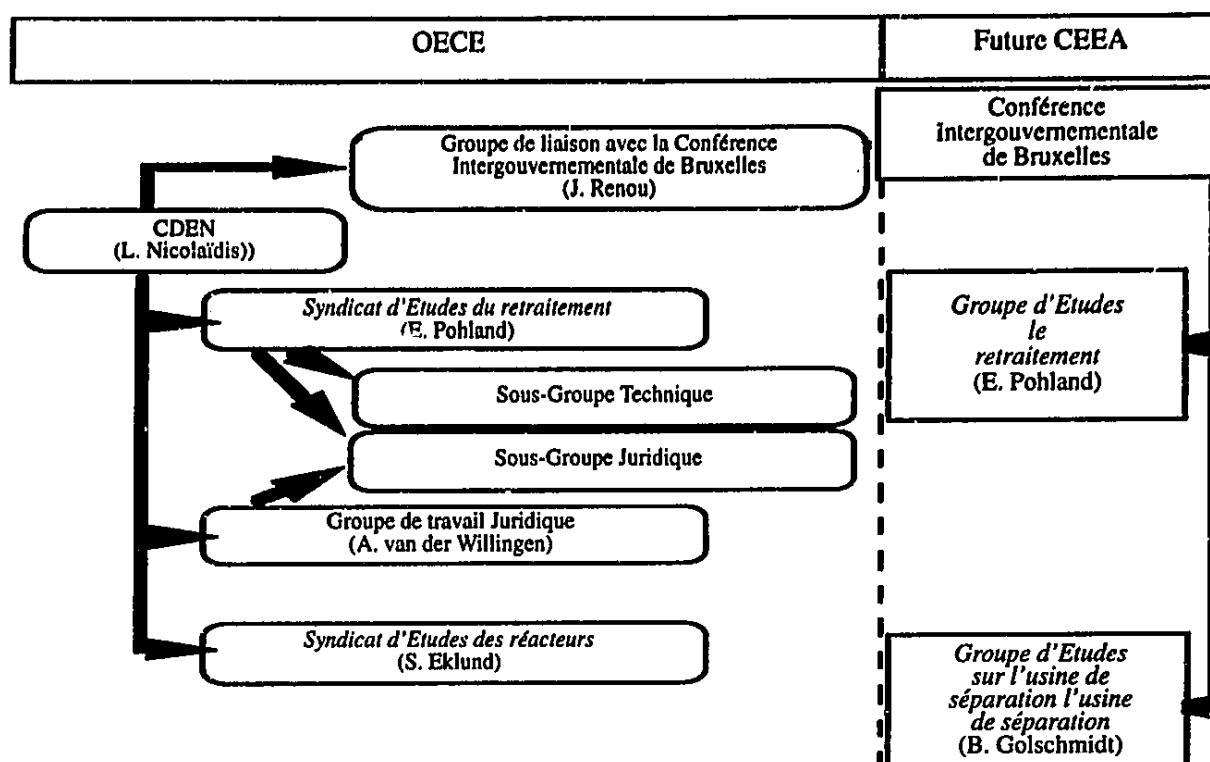 OECE
Future CEEA
Conférence
Intergouvernementale
de Bruxelles
Groupe de liaison avec la Conférence
Intergouvernementale de Bruxelles
(J. Renou)
CDEN
(L. Nicolaïdis))
Syndicat d'Etudes du retraitement
(E. Pohland)
Groupe d'Etudes
le
retraitement
(E. Pohland)
Sous-Groupe Technique
Sous-Groupe Juridique
Groupe de travail Juridique
(A. van der Willingen)
Syndicat d'Etudes des réacteurs
(S. Eklund)
Groupe d'Etudes
sur l'usine de
séparation l'usine
de séparation
(B. Golschmidt)